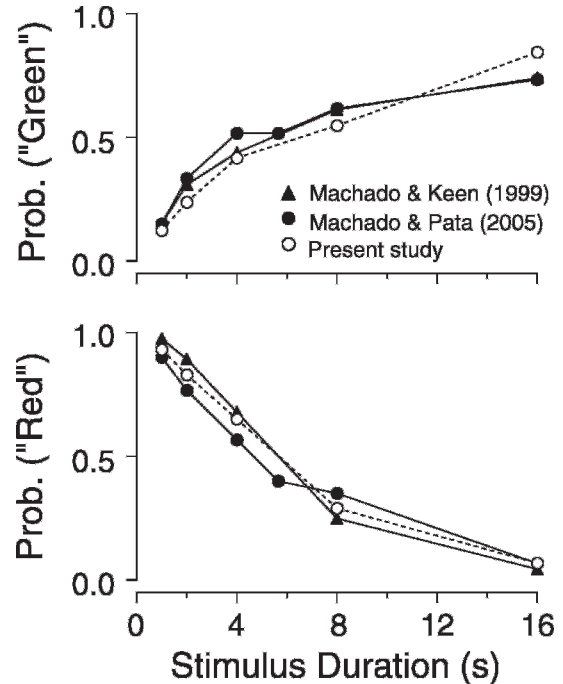 Prob. ("Green")
1.0
0.5
0.0
Machado & Keen (1999)
Machado & Pata (2005)
Present study
Prob. ("Red")
1.0
0.5
0.0
0 4 8 12 16
Stimulus Duration (s)